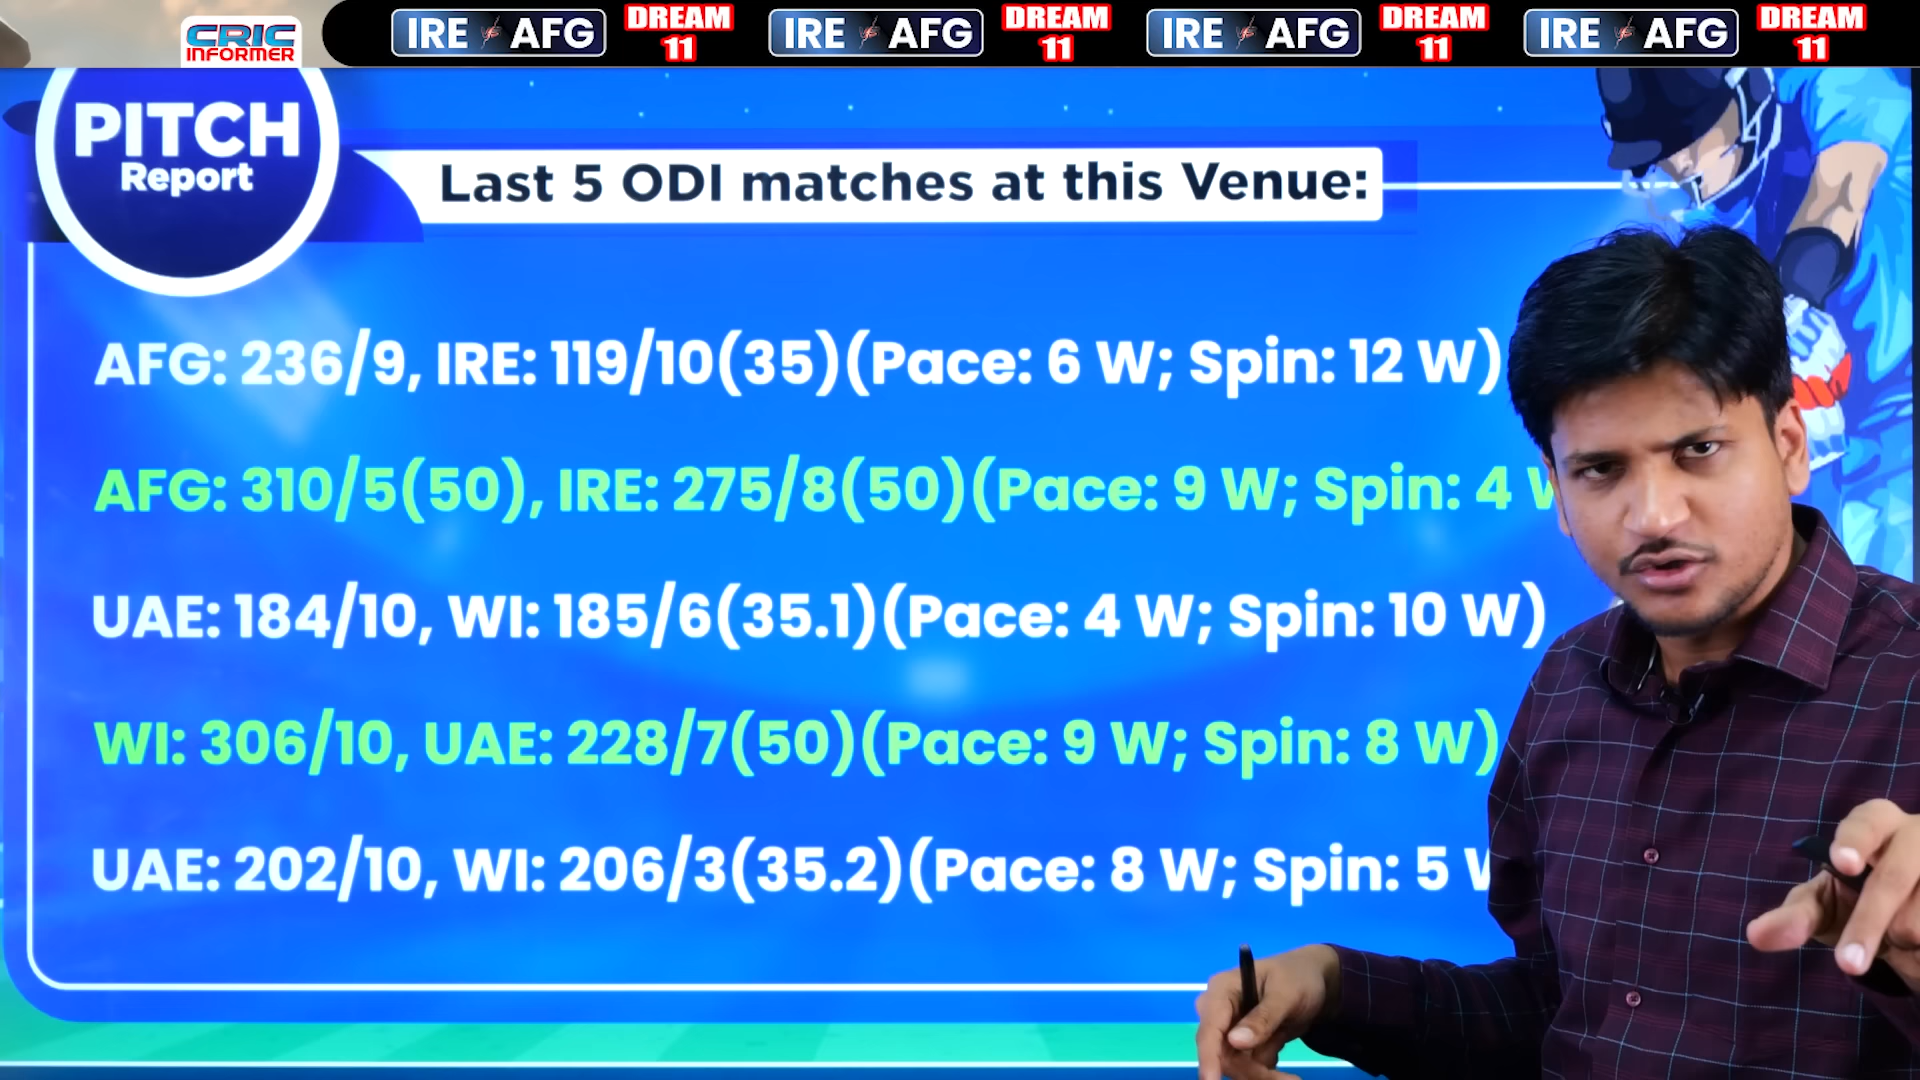 CRIC
INFORMER
IRE vs AFG DREAM 11 IRE vs AFG DREAM 11 IRE vs AFG DREAM 11 IRE vs AFG DREAM 11
PITCH
Report
Last 5 ODI matches at this Venue:
AFG: 236/9, IRE: 119/10(35)(Pace: 6 W; Spin: 12 W)
AFG: 310/5(50), IRE: 275/8(50)(Pace: 9 W; Spin: 4 W
UAE: 184/10, WI: 185/6(35.1)(Pace: 4 W; Spin: 10 W)
WI: 306/10, UAE: 228/7(50)(Pace: 9 W; Spin: 8 W)
UAE: 202/10, WI: 206/3(35.2)(Pace: 8 W; Spin: 5 W